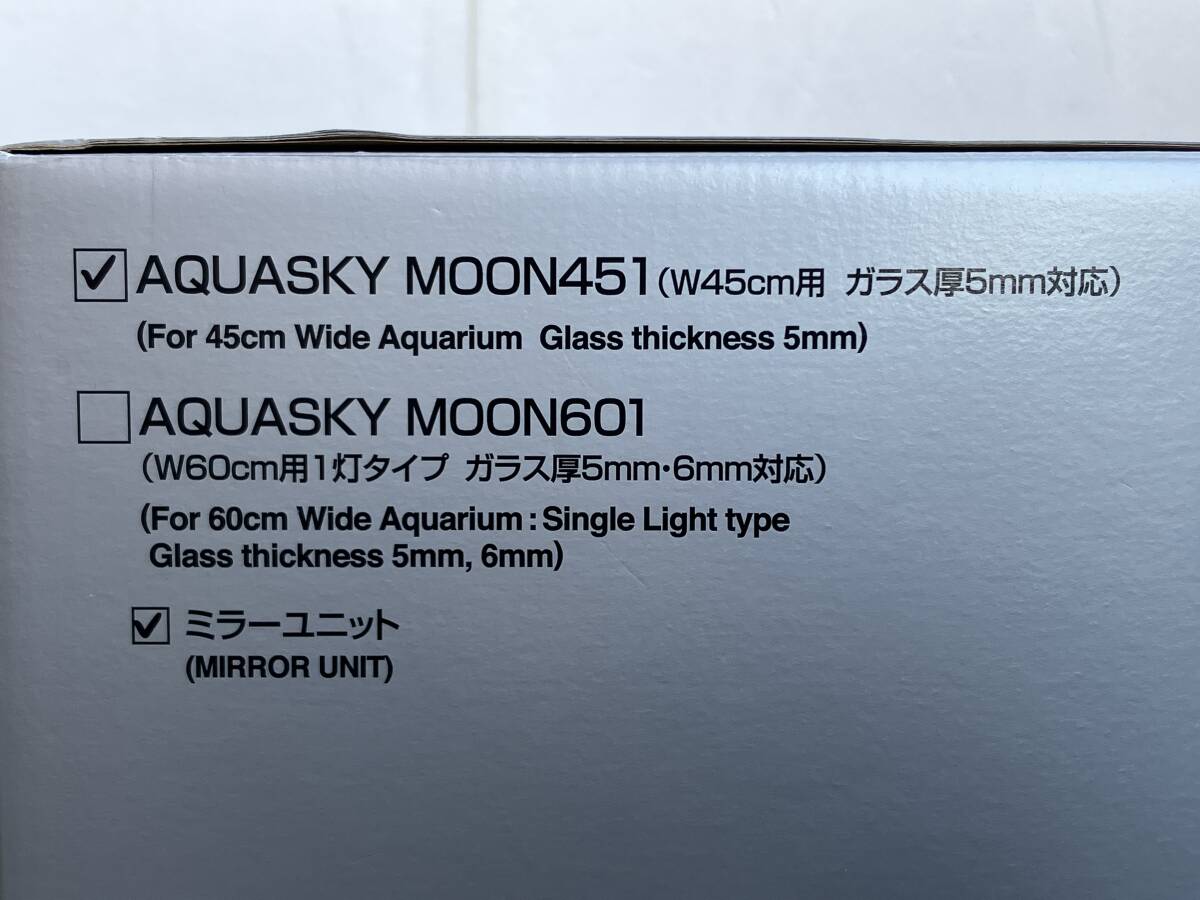 AQUASKY MOON451(W45cm用 ガラス厚5mm対応)
(For 45cm Wide Aquarium Glass thickness 5mm)
AQUASKY MOON601
(W60cm用1灯タイプ ガラス厚5mm・6mm対応)
(For 60cm Wide Aquarium : Single Light type
Glass thickness 5mm, 6mm)
ミラーユニット
(MIRROR UNIT)